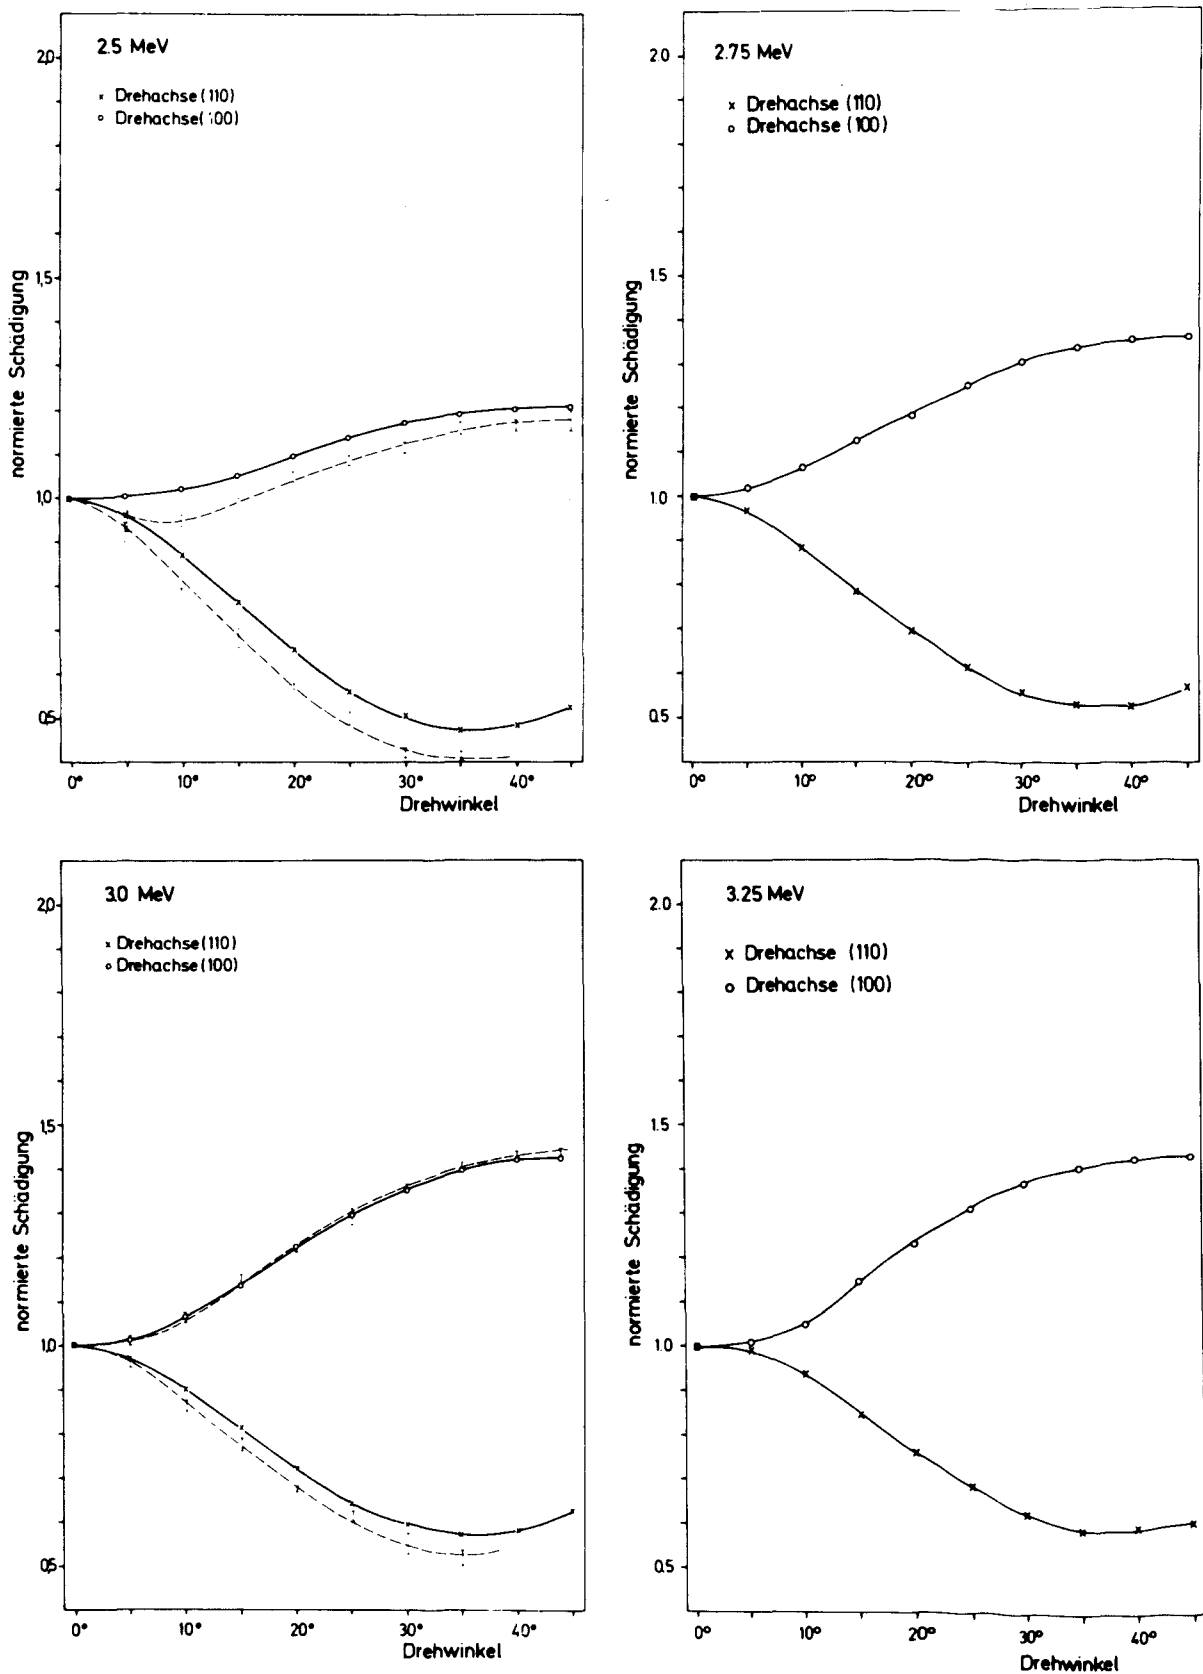 2.5 MeV
x Drehachse (110)
o Drehachse (100)
normierte Schädigung
2,0
1,5
1,0
0,5
0° 10° 20° 30° 40°
Drehwinkel
2.75 MeV
x Drehachse (110)
o Drehachse (100)
normierte Schädigung
2.0
1.5
1.0
0.5
0° 10° 20° 30° 40°
Drehwinkel
3.0 MeV
x Drehachse (110)
o Drehachse (100)
normierte Schädigung
2,0
1,5
1,0
0,5
0° 10° 20° 30° 40°
Drehwinkel
3.25 MeV
x Drehachse (110)
o Drehachse (100)
normierte Schädigung
2.0
1.5
1.0
0.5
0° 10° 20° 30° 40°
Drehwinkel